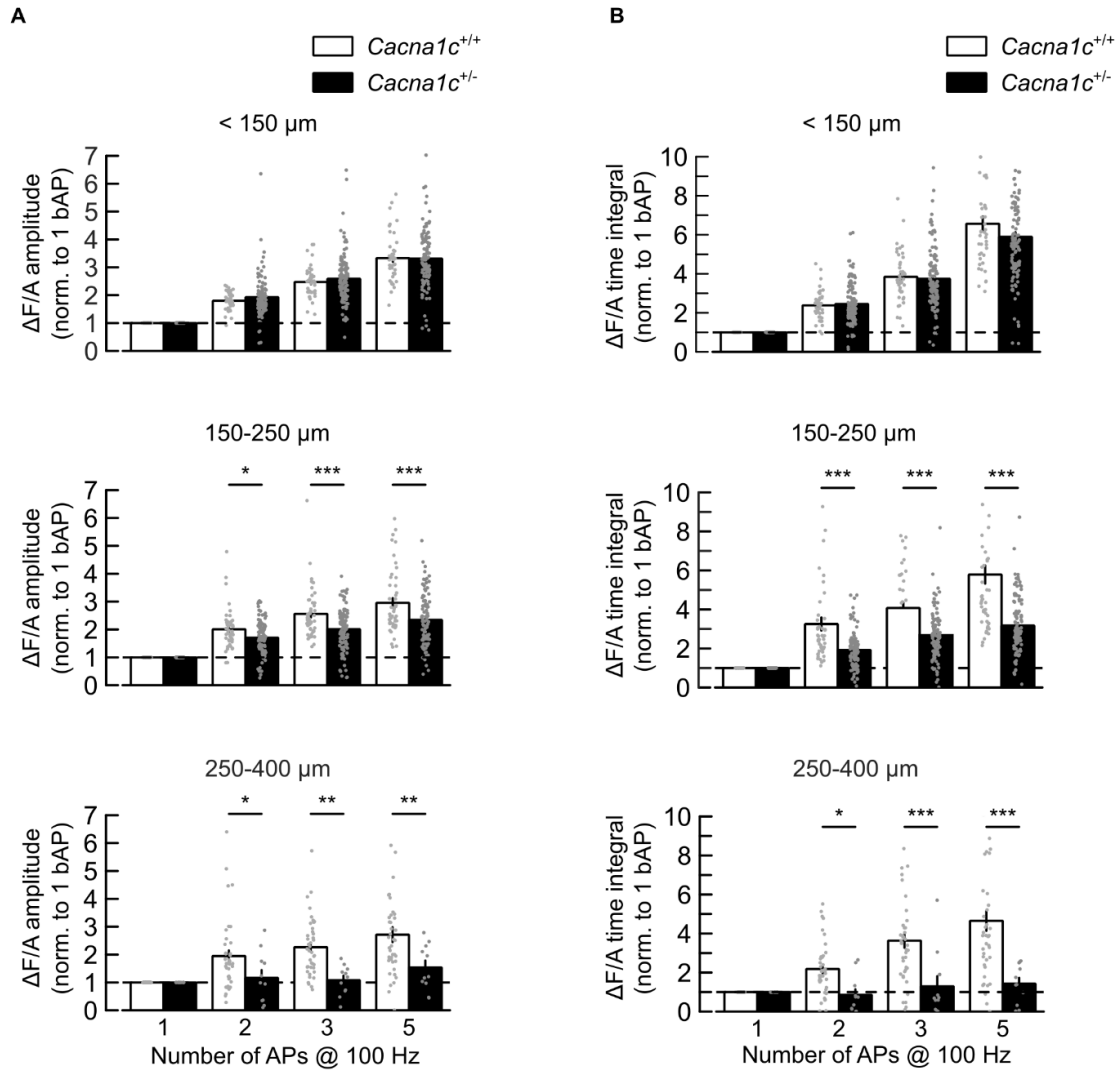 A
Cacna1c+/+
Cacna1c+/-
< 150 µm
ΔF/A amplitude
(norm. to 1 bAP)
7
6
5
4
3
2
1
0
150-250 µm
* *** ***
ΔF/A amplitude
(norm. to 1 bAP)
7
6
5
4
3
2
1
0
250-400 µm
* ** **
ΔF/A amplitude
(norm. to 1 bAP)
7
6
5
4
3
2
1
0
1 2 3 5
Number of APs @ 100 Hz
B
Cacna1c+/+
Cacna1c+/-
< 150 µm
ΔF/A time integral
(norm. to 1 bAP)
10
8
6
4
2
0
150-250 µm
*** *** ***
ΔF/A time integral
(norm. to 1 bAP)
10
8
6
4
2
0
250-400 µm
* *** ***
ΔF/A time integral
(norm. to 1 bAP)
10
8
6
4
2
0
1 2 3 5
Number of APs @ 100 Hz